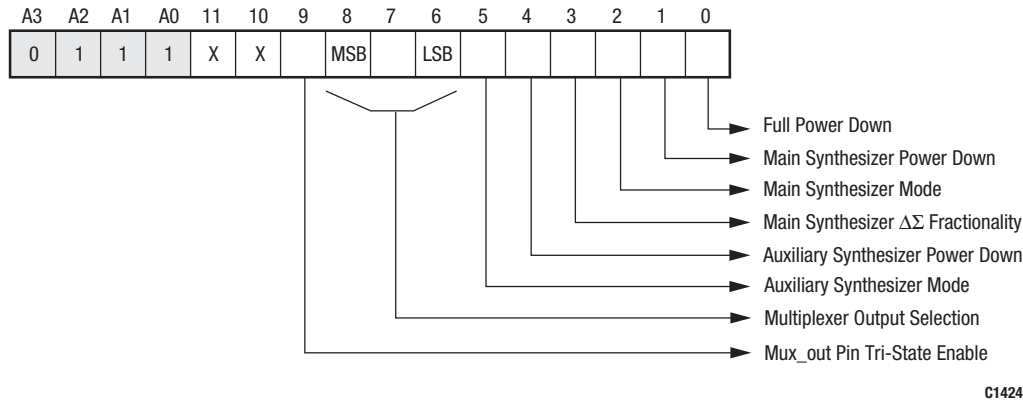 A3 A2 A1 A0 11 10 9 8 7 6 5 4 3 2 1 0
0 1 1 1 X X MSB LSB
Full Power Down
Main Synthesizer Power Down
Main Synthesizer Mode
Main Synthesizer ΔΣ Fractionality
Auxiliary Synthesizer Power Down
Auxiliary Synthesizer Mode
Multiplexer Output Selection
Mux_out Pin Tri-State Enable
C1424